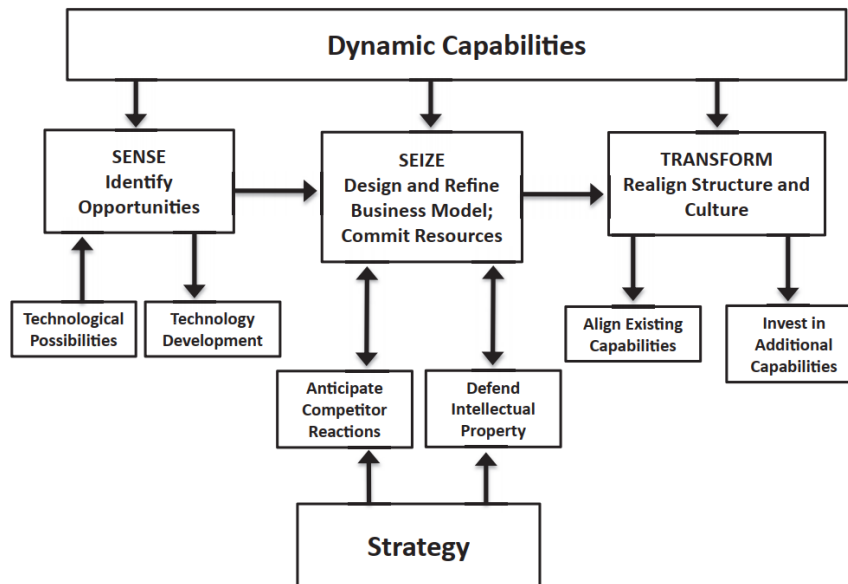 Dynamic Capabilities
SENSE
Identify
Opportunities
SEIZE
Design and Refine
Business Model;
Commit Resources
TRANSFORM
Realign Structure and
Culture
Technological
Possibilities
Technology
Development
Anticipate
Competitor
Reactions
Defend
Intellectual
Property
Align Existing
Capabilities
Invest in
Additional
Capabilities
Strategy